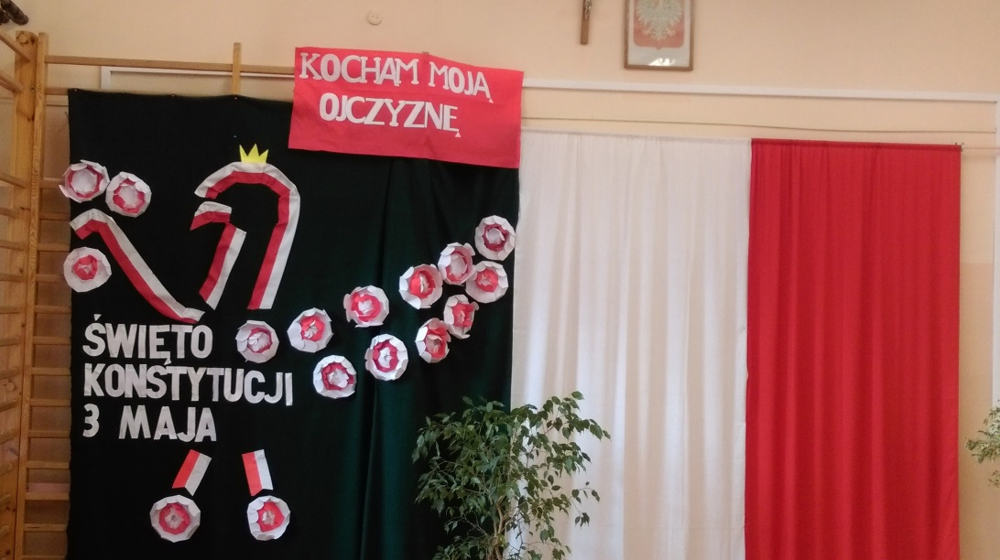 KOCHAM MOJĄ
OJCZYZNĘ
ŚWIĘTO
KONSTYTUCJI
3 MAJA